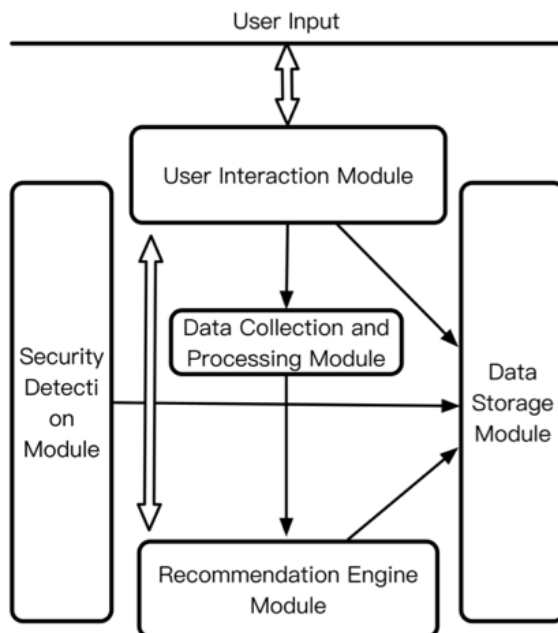 User Input
User Interaction Module
Data Collection and
Processing Module
Security
Detecti
on
Module
Data
Storage
Module
Recommendation Engine
Module